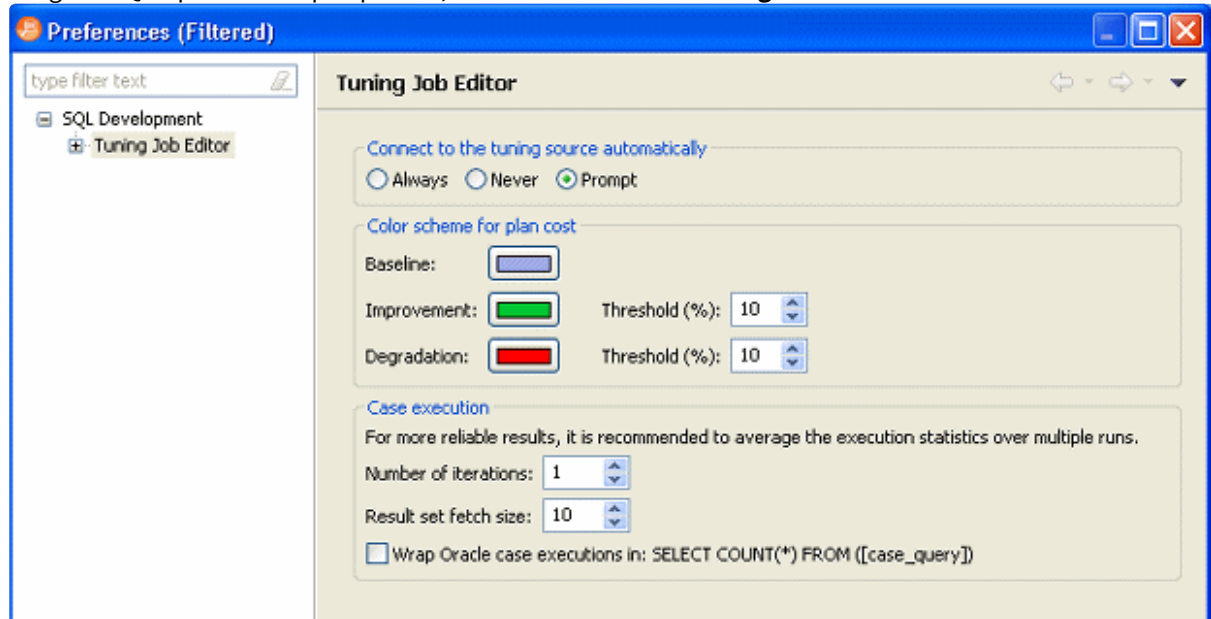 Preferences (Filtered)
type filter text
SQL Development
Tuning Job Editor
Tuning Job Editor
Connect to the tuning source automatically
Always Never Prompt
Color scheme for plan cost
Baseline:
Improvement: Threshold (%): 10
Degradation: Threshold (%): 10
Case execution
For more reliable results, it is recommended to average the execution statistics over multiple runs.
Number of iterations: 1
Result set fetch size: 10
Wrap Oracle case executions in: SELECT COUNT(*) FROM ([case_query])